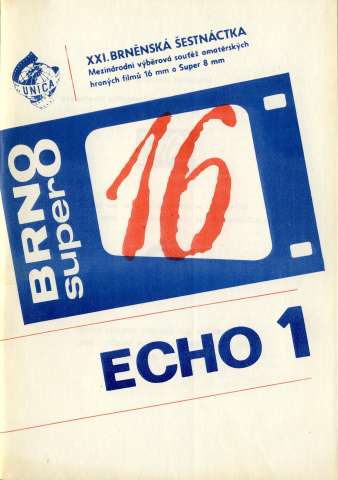 UNICA
XXI. BRNĚNSKÁ ŠESTNÁCTKA
Mezinárodní výběrová soutěž amatérských
hraných filmů 16 mm a Super 8 mm
BRN8
super8
16
ECHO 1